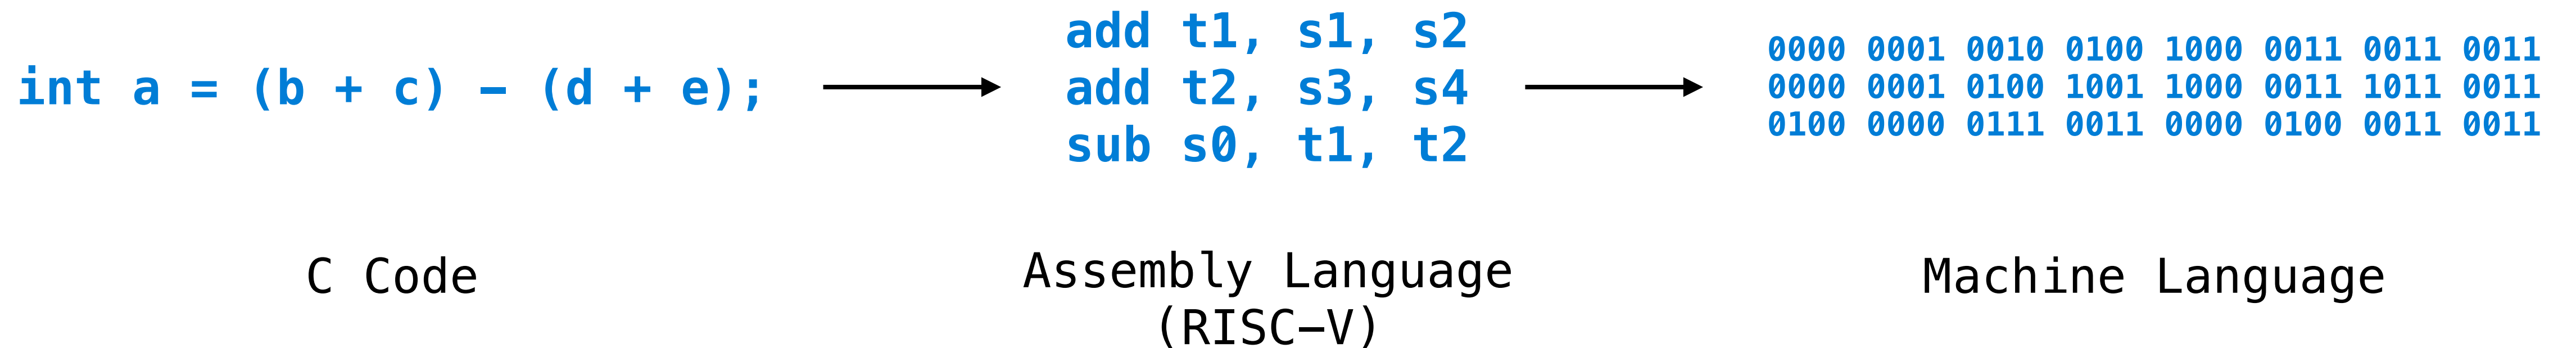 int a = (b + c) – (d + e);
add t1, s1, s2
add t2, s3, s4
sub s0, t1, t2
0000 0001 0010 0100 1000 0011 0011 0011
0000 0001 0100 1001 1000 0011 1011 0011
0100 0000 0111 0011 0000 0100 0011 0011
C Code
Assembly Language
(RISC–V)
Machine Language